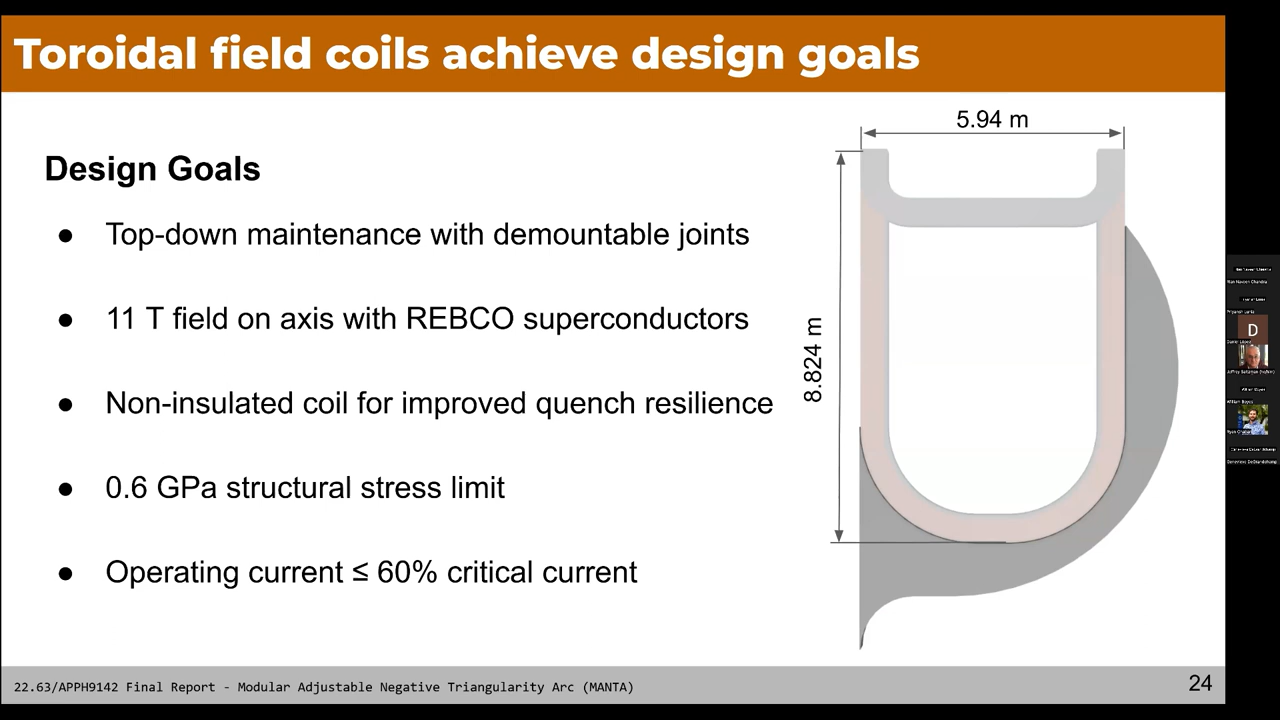 Toroidal field coils achieve design goals
Design Goals
● Top-down maintenance with demountable joints
● 11 T field on axis with REBCO superconductors
● Non-insulated coil for improved quench resilience
● 0.6 GPa structural stress limit
● Operating current ≤ 60% critical current
5.94 m
8.824 m
22.63/APPH9142 Final Report - Modular Adjustable Negative Triangularity Arc (MANTA)
24
D